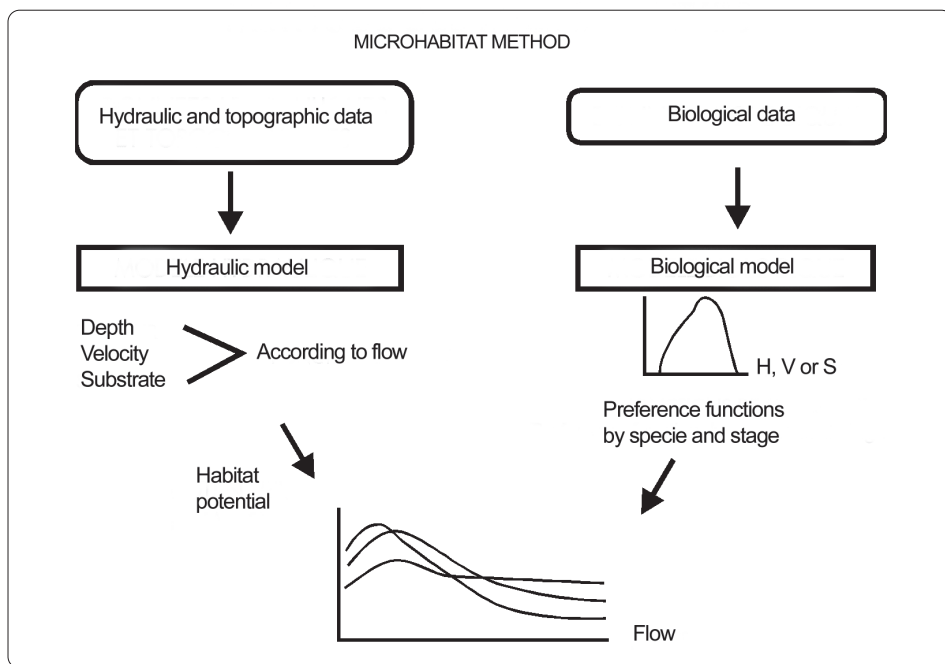 MICROHABITAT METHOD
Hydraulic and topographic data
Biological data
Hydraulic model
Biological model
Depth
Velocity
Substrate
According to flow
H, V or S
Preference functions
by specie and stage
Habitat
potential
Flow